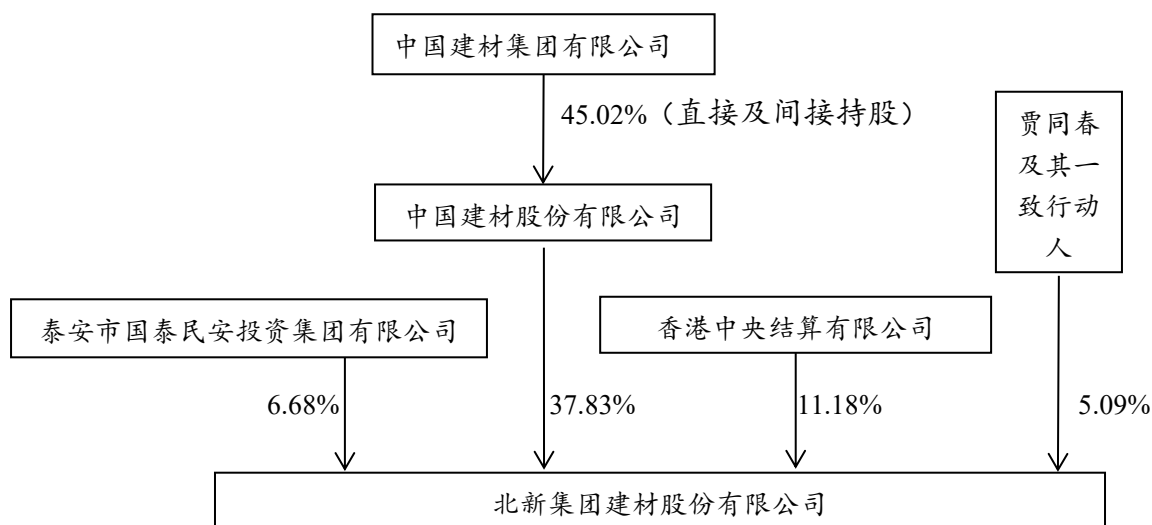 中国建材集团有限公司
45.02%（直接及间接持股）
贾同春
及其一
致行动
人
中国建材股份有限公司
泰安市国泰民安投资集团有限公司
香港中央结算有限公司
6.68%
37.83%
11.18%
5.09%
北新集团建材股份有限公司